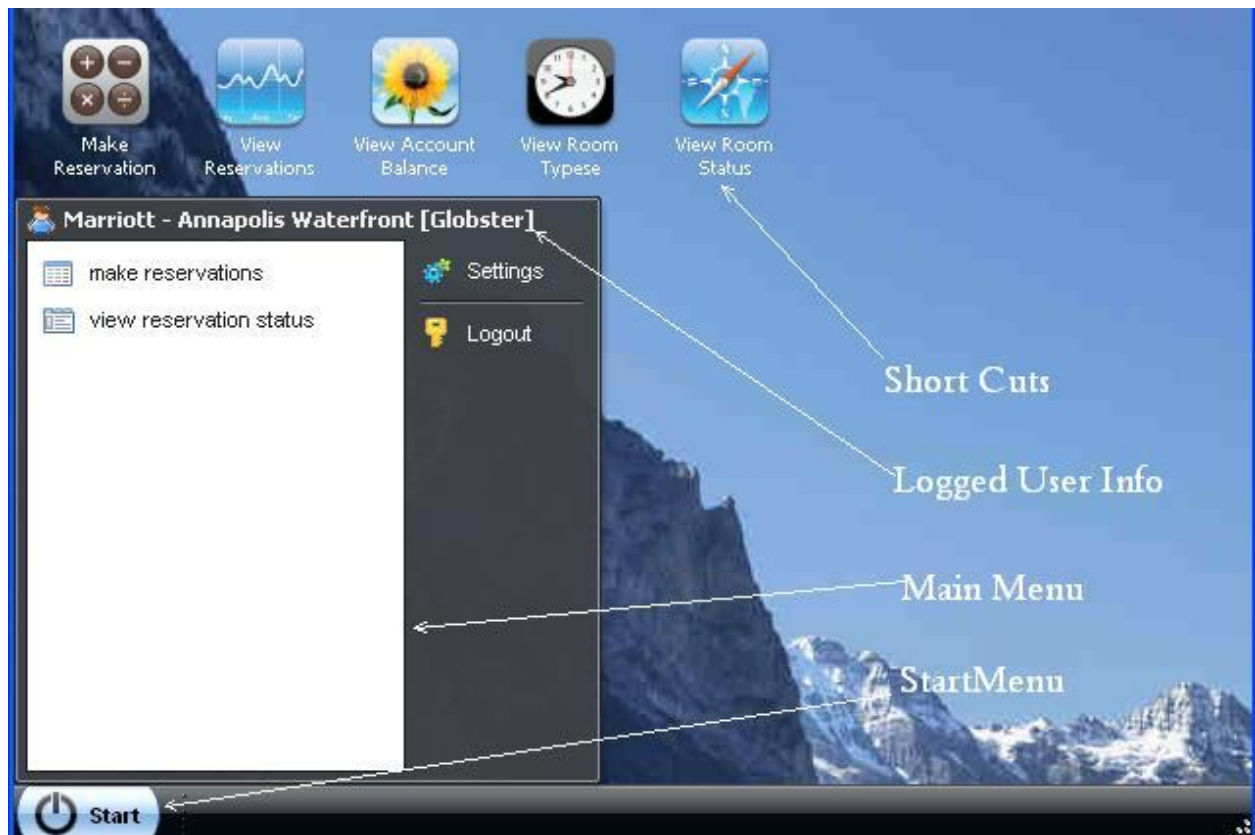 Make
Reservation
View
Reservations
View Account
Balance
View Room
Typese
View Room
Status
Marriott - Annapolis Waterfront [Globster]
make reservations
view reservation status
Settings
Logout
Short Cuts
Logged User Info
Main Menu
StartMenu
Start